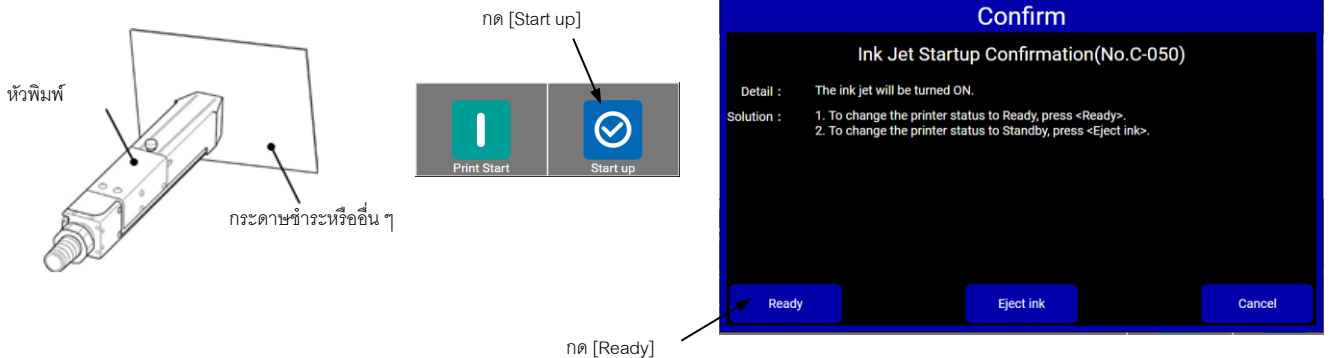 หัวพิมพ์
กระดาษชำระหรืออื่น ๆ
กด [Start up]
Print Start
Start up
กด [Ready]
Confirm
Ink Jet Startup Confirmation(No.C-050)
Detail : The ink jet will be turned ON.
Solution : 1. To change the printer status to Ready, press <Ready>.
2. To change the printer status to Standby, press <Eject ink>.
Ready
Eject ink
Cancel